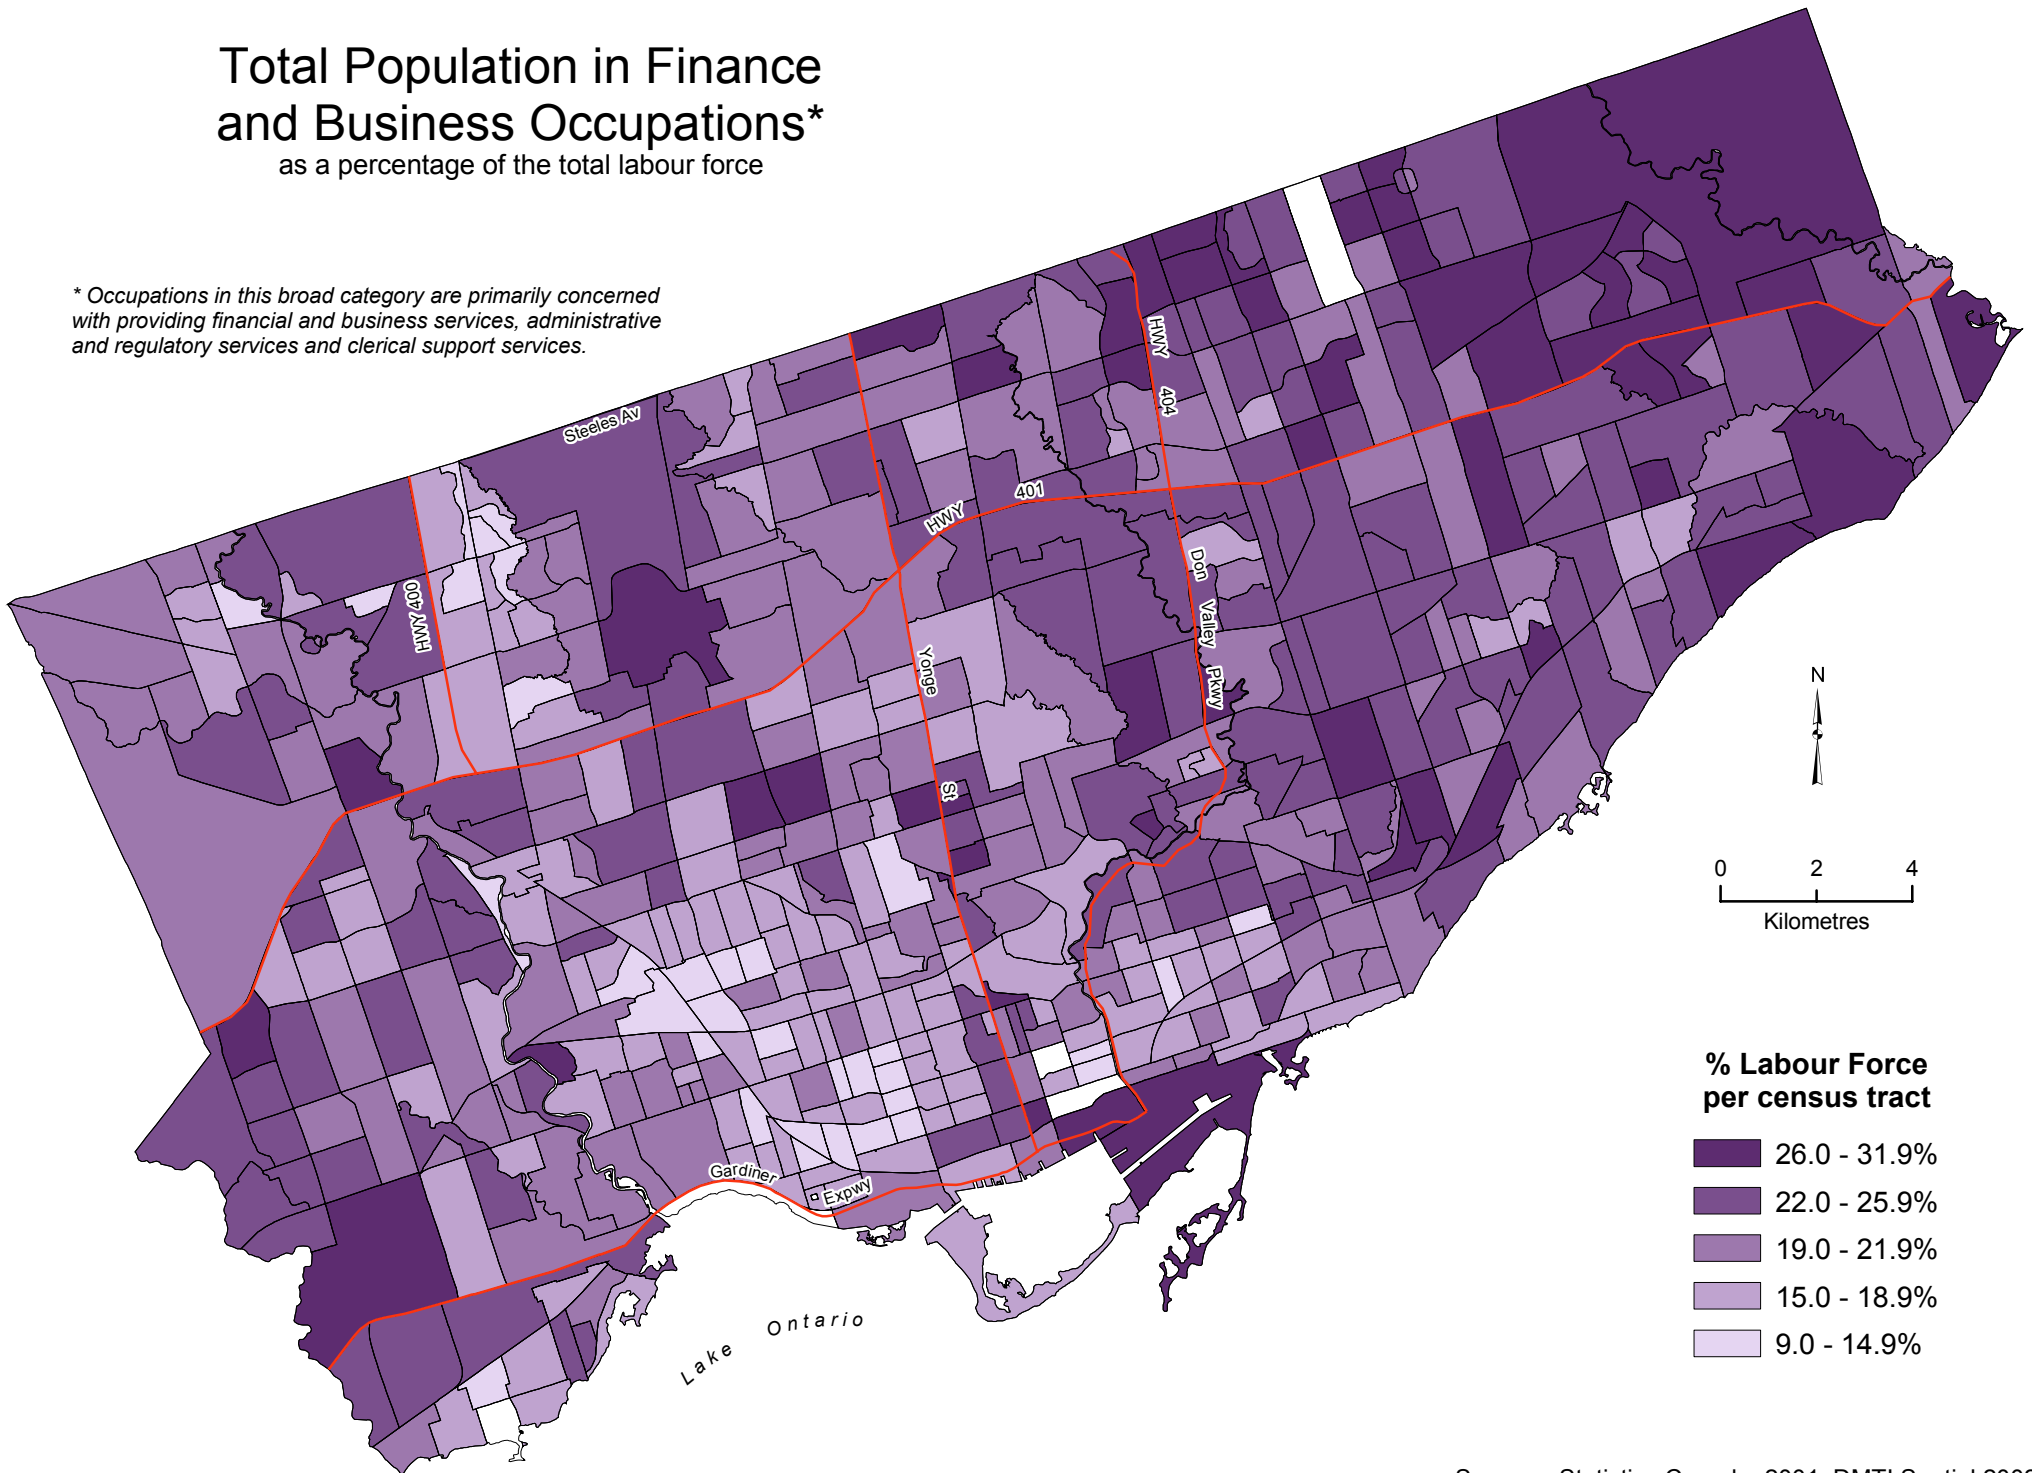 Total Population in Finance
and Business Occupations*
as a percentage of the total labour force
* Occupations in this broad category are primarily concerned
with providing financial and business services, administrative
and regulatory services and clerical support services.
Steeles Av
HWY 404
HWY 401
HWY 400
Don Valley Pkwy
Yonge St
Gardiner Expwy
Lake Ontario
N
0 2 4
Kilometres
% Labour Force
per census tract
26.0 - 31.9%
22.0 - 25.9%
19.0 - 21.9%
15.0 - 18.9%
9.0 - 14.9%